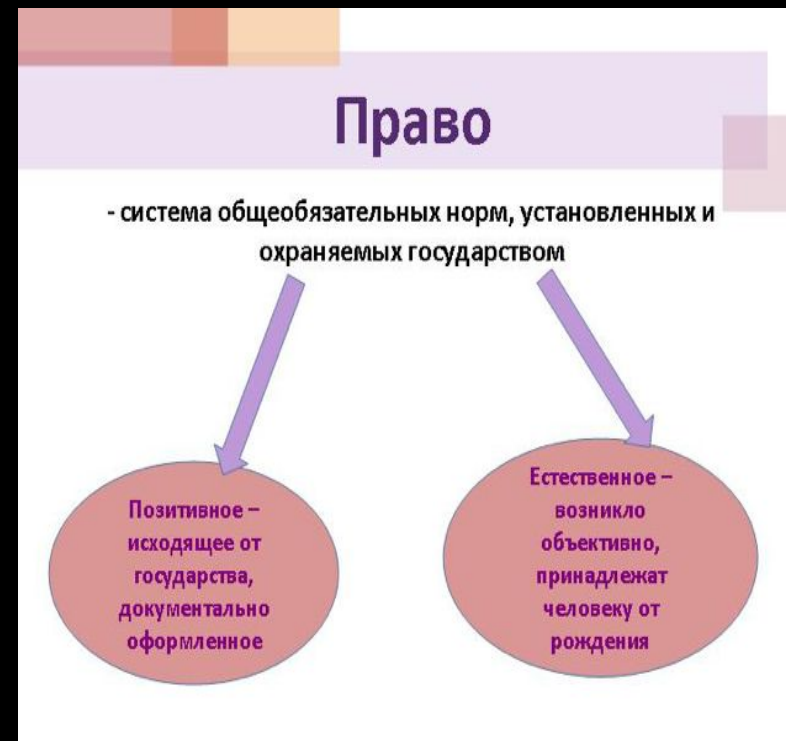 Право
- система общеобязательных норм, установленных и
охраняемых государством
Позитивное –
исходящее от
государства,
документально
оформленное
Естественное –
возникло
объективно,
принадлежат
человеку от
рождения